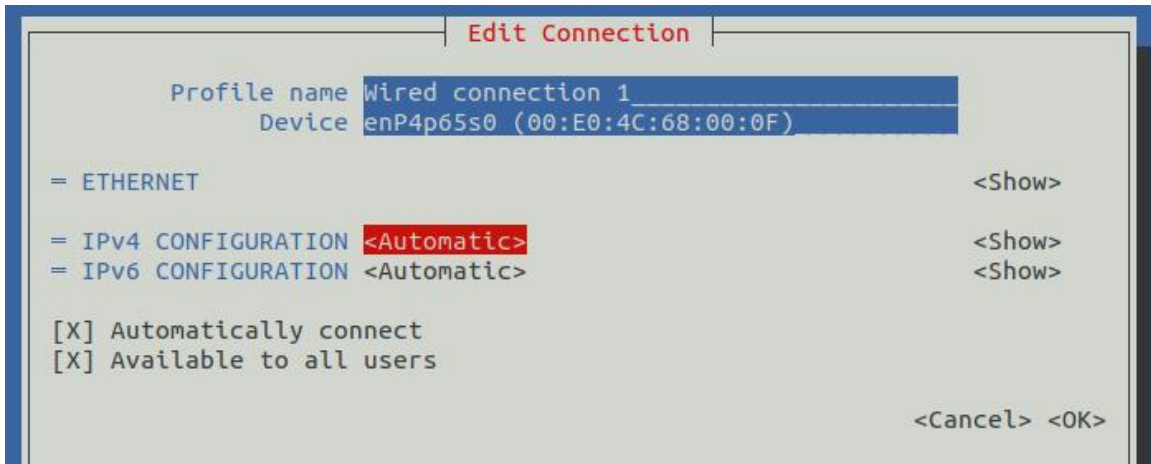 Edit Connection
Profile name Wired connection 1
Device enP4p65s0 (00:E0:4C:68:00:0F)
= ETHERNET <Show>
= IPv4 CONFIGURATION <Automatic> <Show>
= IPv6 CONFIGURATION <Automatic> <Show>
[X] Automatically connect
[X] Available to all users
<Cancel> <OK>